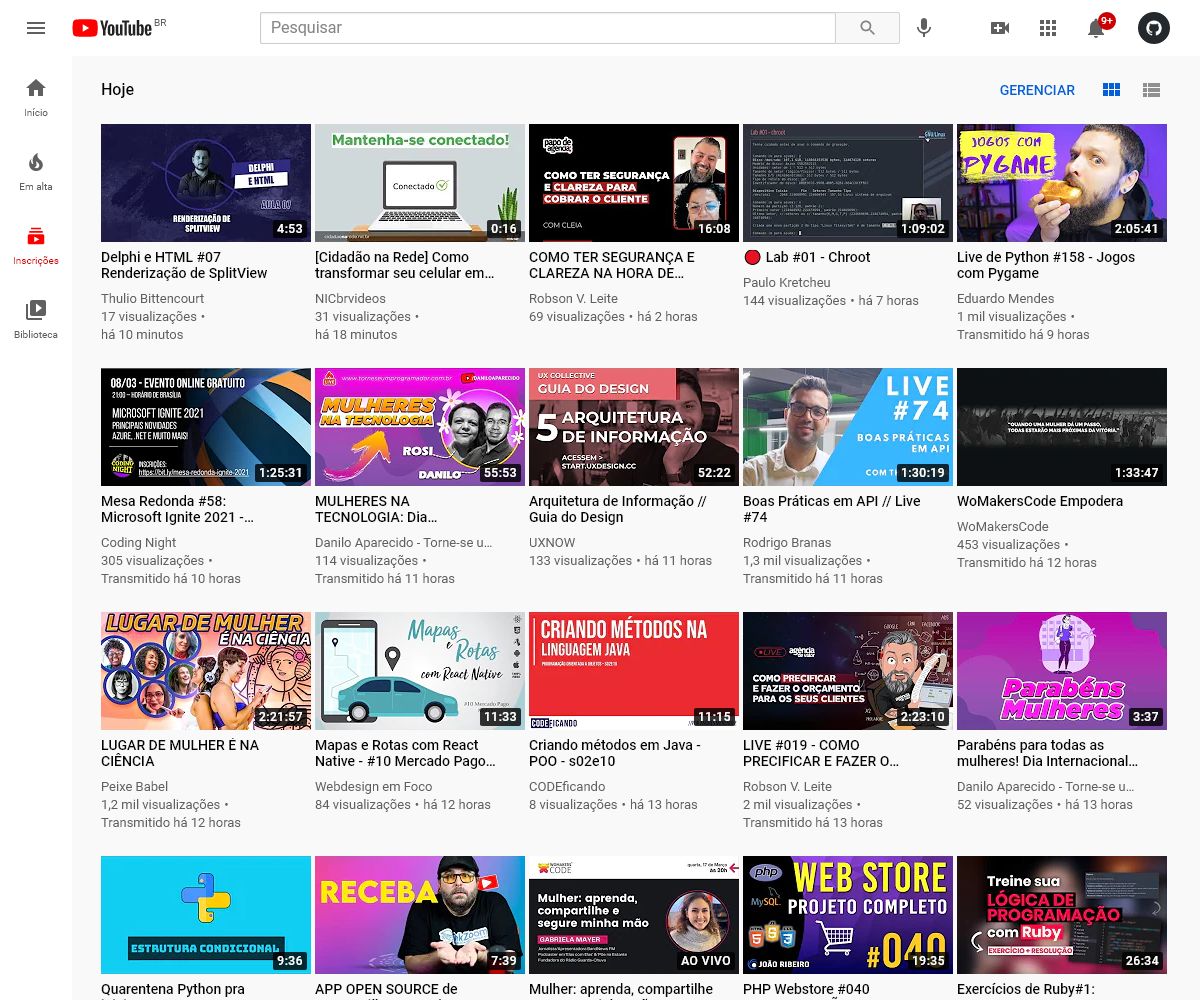 YouTube BR
Pesquisar
9+
Início
Em alta
Inscrições
Biblioteca
Hoje
GERENCIAR
DELPHI
E HTML
AULA 07
RENDERIZAÇÃO DE
SPLITVIEW
4:53
Delphi e HTML #07
Renderização de SplitView
Thulio Bittencourt
17 visualizações •
há 10 minutos
Mantenha-se conectado!
Conectado
0:16
[Cidadão na Rede] Como
transformar seu celular em...
NICbrvideos
31 visualizações •
há 18 minutos
papo de
agenda
COMO TER SEGURANÇA
E CLAREZA PARA
COBRAR O CLIENTE
COM CLEIA
16:08
COMO TER SEGURANÇA E
CLAREZA NA HORA DE...
Robson V. Leite
69 visualizações • há 2 horas
Lab #01 - chroot
1:09:02
Lab #01 - Chroot
Paulo Kretcheu
144 visualizações • há 7 horas
JOGOS COM
PYGAME
2:05:41
Live de Python #158 - Jogos
com Pygame
Eduardo Mendes
1 mil visualizações •
Transmitido há 9 horas
08/03 - EVENTO ONLINE GRATUITO
21:00 – HORÁRIO DE BRASÍLIA
MICROSOFT IGNITE 2021
PRINCIPAIS NOVIDADES
AZURE, .NET E MUITO MAIS!
CODING
NIGHT
INSCRIÇÕES:
https://bit.ly/mesa-redonda-ignite-2021
1:25:31
Mesa Redonda #58:
Microsoft Ignite 2021 -...
Coding Night
305 visualizações •
Transmitido há 10 horas
LIVE
www.torneseumprogramador.com.br
/DANILOAPARECIDO
MULHERES
NA TECNOLOGIA
ROSI
DANILO
55:53
MULHERES NA
TECNOLOGIA: Dia...
Danilo Aparecido - Torne-se u...
114 visualizações •
Transmitido há 11 horas
UX COLLECTIVE
GUIA DO DESIGN
5 ARQUITETURA
DE INFORMAÇÃO
ACESSEM >
START.UXDESIGN.CC
52:22
Arquitetura de Informação //
Guia do Design
UXNOW
133 visualizações • há 11 horas
LIVE
#74
BOAS PRÁTICAS
EM API
1:30:19
Boas Práticas em API // Live
#74
Rodrigo Branas
1,3 mil visualizações •
Transmitido há 11 horas
"QUANDO UMA MULHER DÁ UM PASSO,
TODAS ESTARÃO MAIS PRÓXIMAS DA VITÓRIA."
1:33:47
WoMakersCode Empodera
WoMakersCode
453 visualizações •
Transmitido há 12 horas
LUGAR DE MULHER
É NA CIÊNCIA
2:21:57
LUGAR DE MULHER É NA
CIÊNCIA
Peixe Babel
1,2 mil visualizações •
Transmitido há 12 horas
Mapas
e
Rotas
com React Native
#10 Mercado Pago
11:33
Mapas e Rotas com React
Native - #10 Mercado Pago...
Webdesign em Foco
84 visualizações • há 12 horas
CRIANDO MÉTODOS NA
LINGUAGEM JAVA
PROGRAMAÇÃO ORIENTADA A OBJETOS - S02E10
CODEFICANDO
11:15
Criando métodos em Java -
POO - s02e10
CODEficando
8 visualizações • há 13 horas
LIVE
agência
de valor
COMO PRECIFICAR
E FAZER O ORÇAMENTO
PARA OS SEUS CLIENTES
2:23:10
LIVE #019 - COMO
PRECIFICAR E FAZER O...
Robson V. Leite
2 mil visualizações •
Transmitido há 13 horas
Parabéns
Mulheres
3:37
Parabéns para todas as
mulheres! Dia Internacional...
Danilo Aparecido - Torne-se u...
52 visualizações • há 13 horas
ESTRUTURA CONDICIONAL
9:36
Quarentena Python pra
RECEBA
7:39
APP OPEN SOURCE de
WOMAKERS
CODE
quarta, 17 de Março
às 20h
Mulher: aprenda,
compartilhe e
segure minha mão
GABRIELA MAYER
AO VIVO
Mulher: aprenda, compartilhe
php
MySQL
WEB STORE
PROJETO COMPLETO
JOÃO RIBEIRO
#040
19:35
PHP Webstore #040
Treine sua
LÓGICA DE
PROGRAMAÇÃO
com Ruby
EXERCÍCIO + RESOLUÇÃO
26:34
Exercícios de Ruby#1: